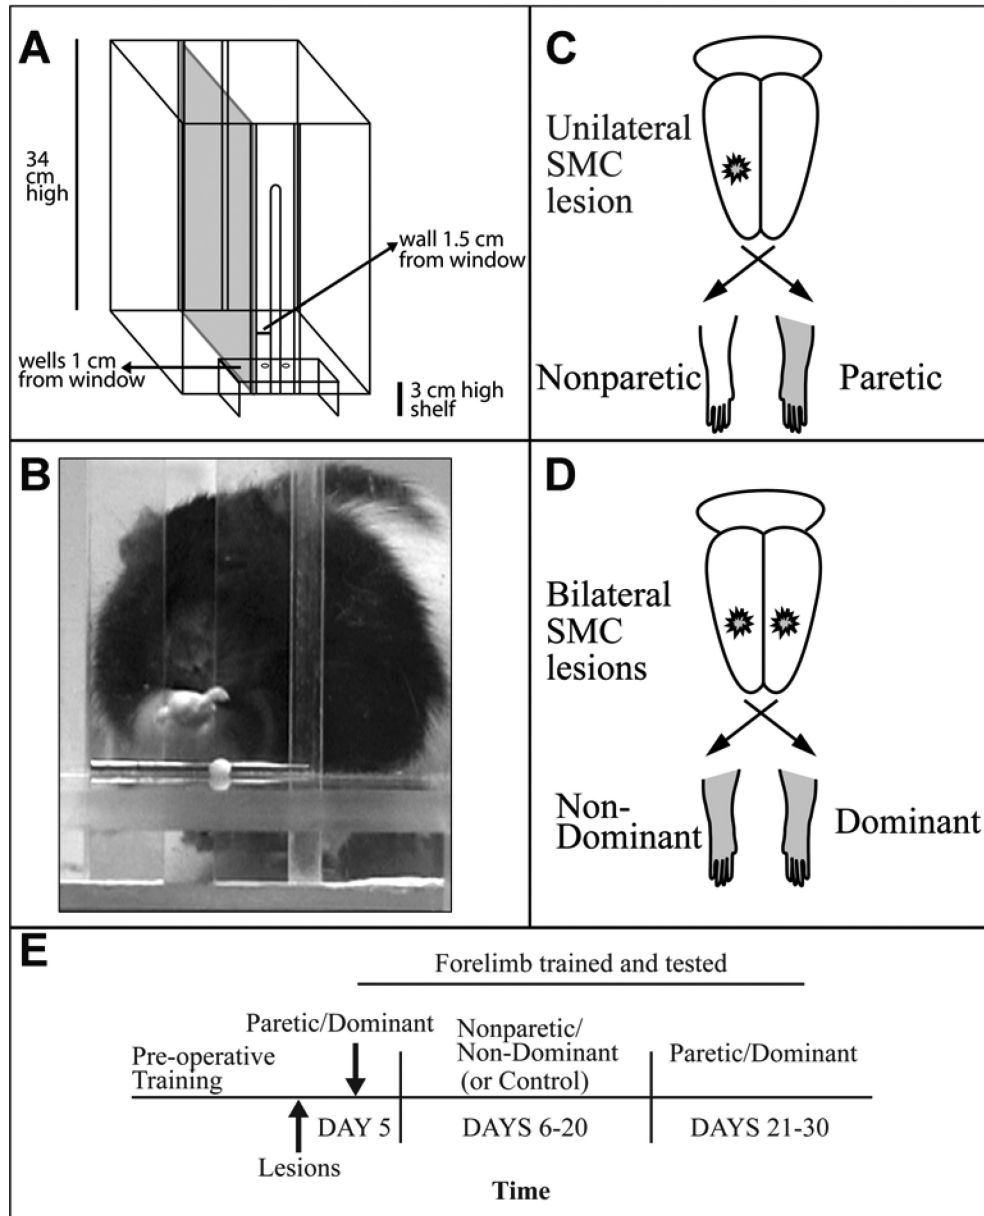 A
34
cm
high
wall 1.5 cm
from window
wells 1 cm
from window
3 cm high
shelf
B
C
Unilateral
SMC
lesion
Nonparetic
Paretic
D
Bilateral
SMC
lesions
Non-
Dominant
Dominant
E
Forelimb trained and tested
Paretic/Dominant
Nonparetic/
Non-Dominant
(or Control)
Paretic/Dominant
Pre-operative
Training
DAY 5
DAYS 6-20
DAYS 21-30
Lesions
Time